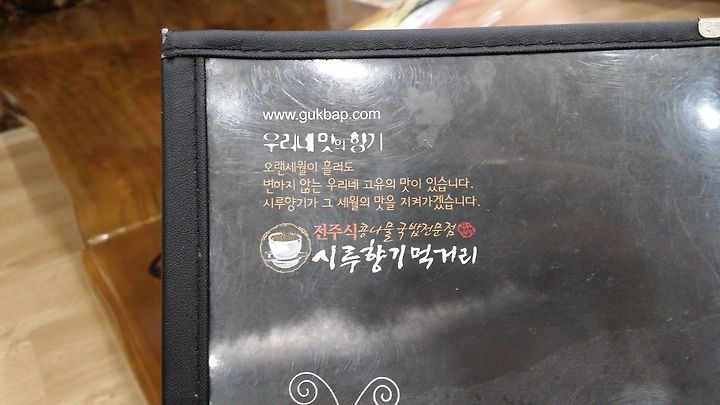 www.gukbap.com
우리네 맛의 향기
오랜세월이 흘러도
변하지 않는 우리네 고유의 맛이 있습니다.
시루향기가 그 세월의 맛을 지켜가겠습니다.
전주식콩나물국밥전문점
시루향기먹거리